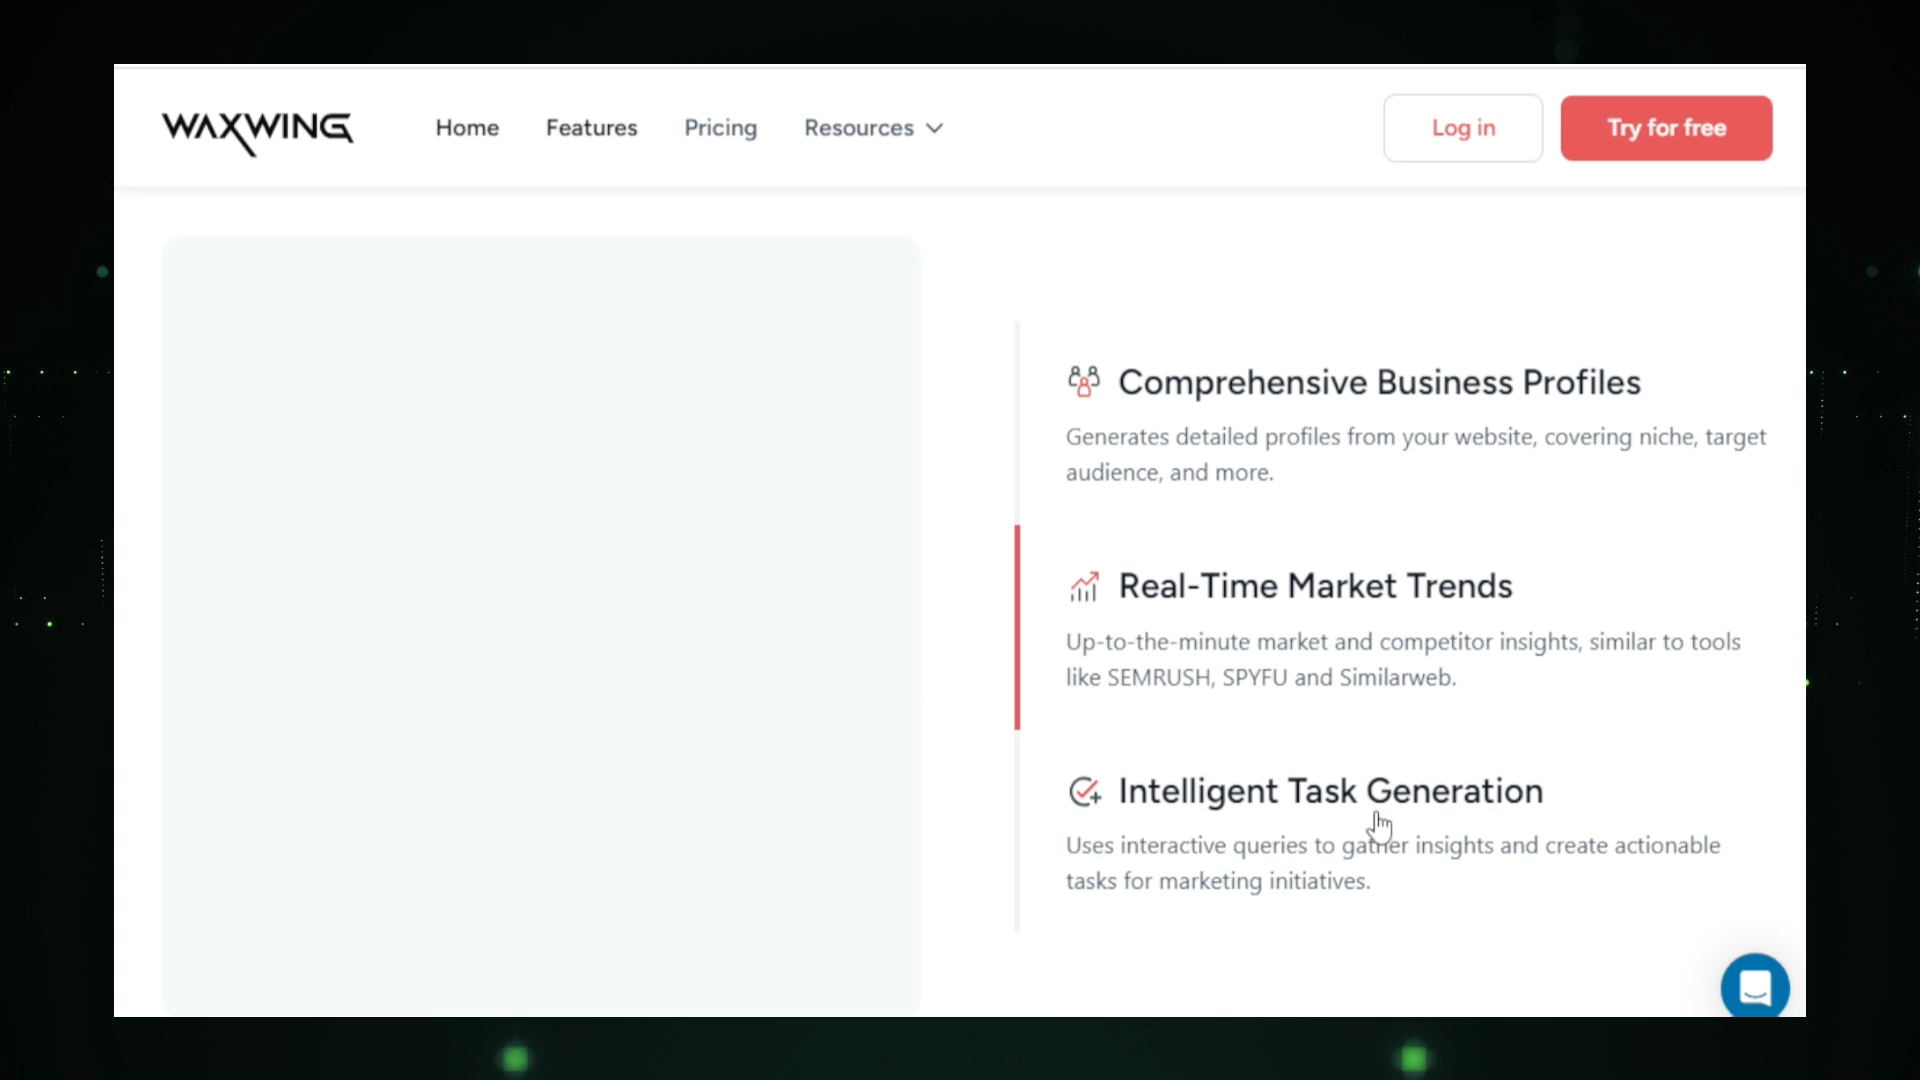 WAXWING
Home
Features
Pricing
Resources
Log in
Try for free
Comprehensive Business Profiles
Generates detailed profiles from your website, covering niche, target
audience, and more.
Real-Time Market Trends
Up-to-the-minute market and competitor insights, similar to tools
like SEMRUSH, SPYFU and Similarweb.
Intelligent Task Generation
Uses interactive queries to gather insights and create actionable
tasks for marketing initiatives.